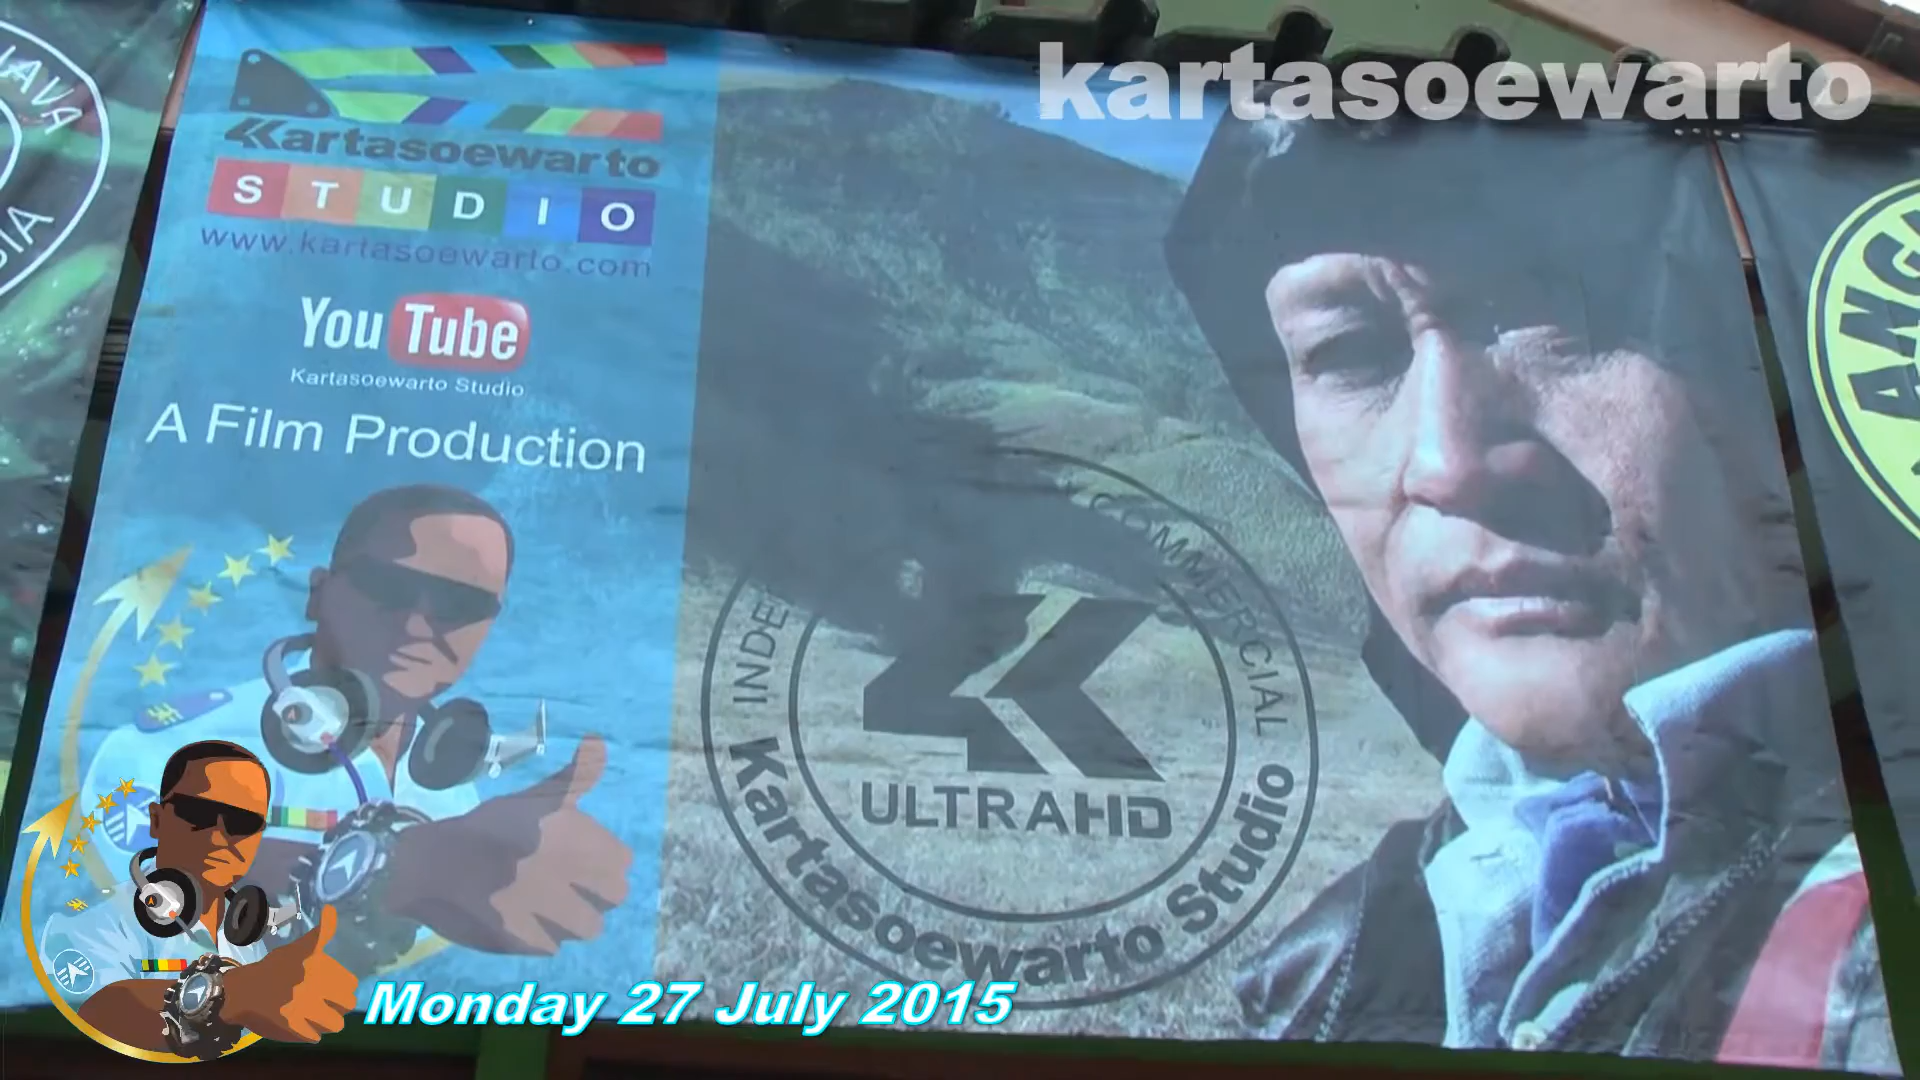 kartasoewarto
JAVA
Kartasoewarto
STUDIO
www.kartasoewarto.com
YouTube
Kartasoewarto Studio
A Film Production
COMMERCIAL
4K
ULTRAHD
Kartasoewarto Studio
Monday 27 July 2015